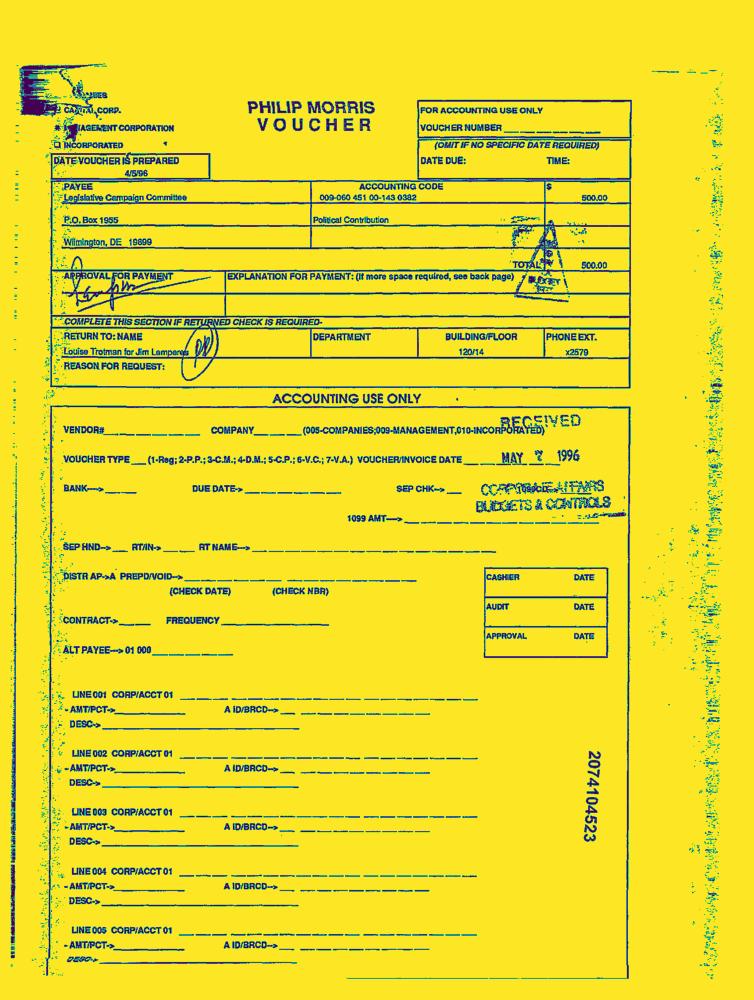 CORP.
MANAGEMENT CORPORATION
☐ INCORPORATED
PHILIP MORRIS
VOUCHER
FOR ACCOUNTING USE ONLY
VOUCHER NUMBER
(OMIT IF NO SPECIFIC DATE REQUIRED)
DATE DUE: TIME:
DATE VOUCHER IS PREPARED
4/5/96
PAYEE ACCOUNTING CODE $
Legislative Campaign Committee 009-060 451 00-143 0382 500.00
P.O. Box 1955 Political Contribution
Wilmington, DE 19899
TOTAL 500.00
BUDGET
APPROVAL FOR PAYMENT EXPLANATION FOR PAYMENT: (If more space required, see back page)
COMPLETE THIS SECTION IF RETURNED CHECK IS REQUIRED-
RETURN TO: NAME DEPARTMENT BUILDING/FLOOR PHONE EXT.
Louise Trotman for Jim Lamperes 120/14 x2579
REASON FOR REQUEST:
ACCOUNTING USE ONLY
RECEIVED
VENDOR# COMPANY (005-COMPANIES;009-MANAGEMENT,010-INCORPORATED)
VOUCHER TYPE (1-Reg; 2-P.P.; 3-C.M.; 4-D.M.; 5-C.P.; 6-V.C.; 7-V.A.) VOUCHER/INVOICE DATE MAY 1996
BANK---> DUE DATE-> SEP CHK--> CORPORATE AFFAIRS
BUDGETS & CONTROLS
1099 AMT--->
SEP HND--> RT/IN-> RT NAME-->
DISTR AP->A PREPD/VOID-->
(CHECK DATE) (CHECK NBR)
CASHIER DATE
AUDIT DATE
CONTRACT-> FREQUENCY
APPROVAL DATE
ALT PAYEE---> 01 000
LINE 001 CORP/ACCT 01
- AMT/PCT-> A ID/BRCD-->
DESC->
LINE 002 CORP/ACCT 01
- AMT/PCT-> A ID/BRCD-->
DESC->
LINE 003 CORP/ACCT 01
- AMT/PCT-> A ID/BRCD-->
DESC->
LINE 004 CORP/ACCT 01
- AMT/PCT-> A ID/BRCD-->
DESC->
LINE 005 CORP/ACCT 01
- AMT/PCT-> A ID/BRCD-->
DESC->
2074104523